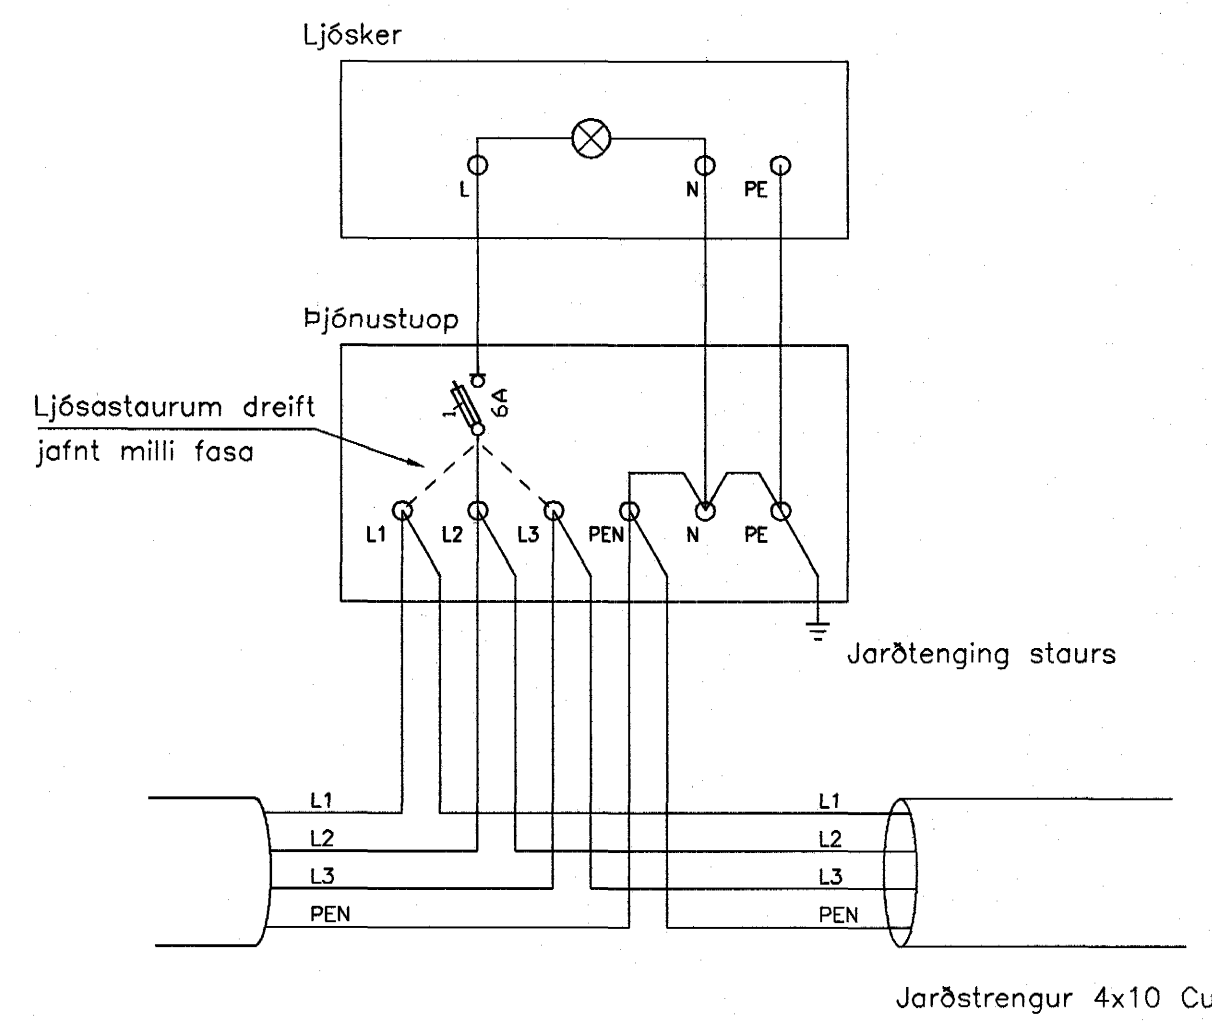 Ljósker
L
N
PE
Þjónustuop
1
6A
Ljósastaurum dreift
jafnt milli fasa
L1
L2
L3
PEN
N
PE
Jarðtenging staurs
L1
L1
L2
L2
L3
L3
PEN
PEN
Jarðstrengur 4x10 Cu